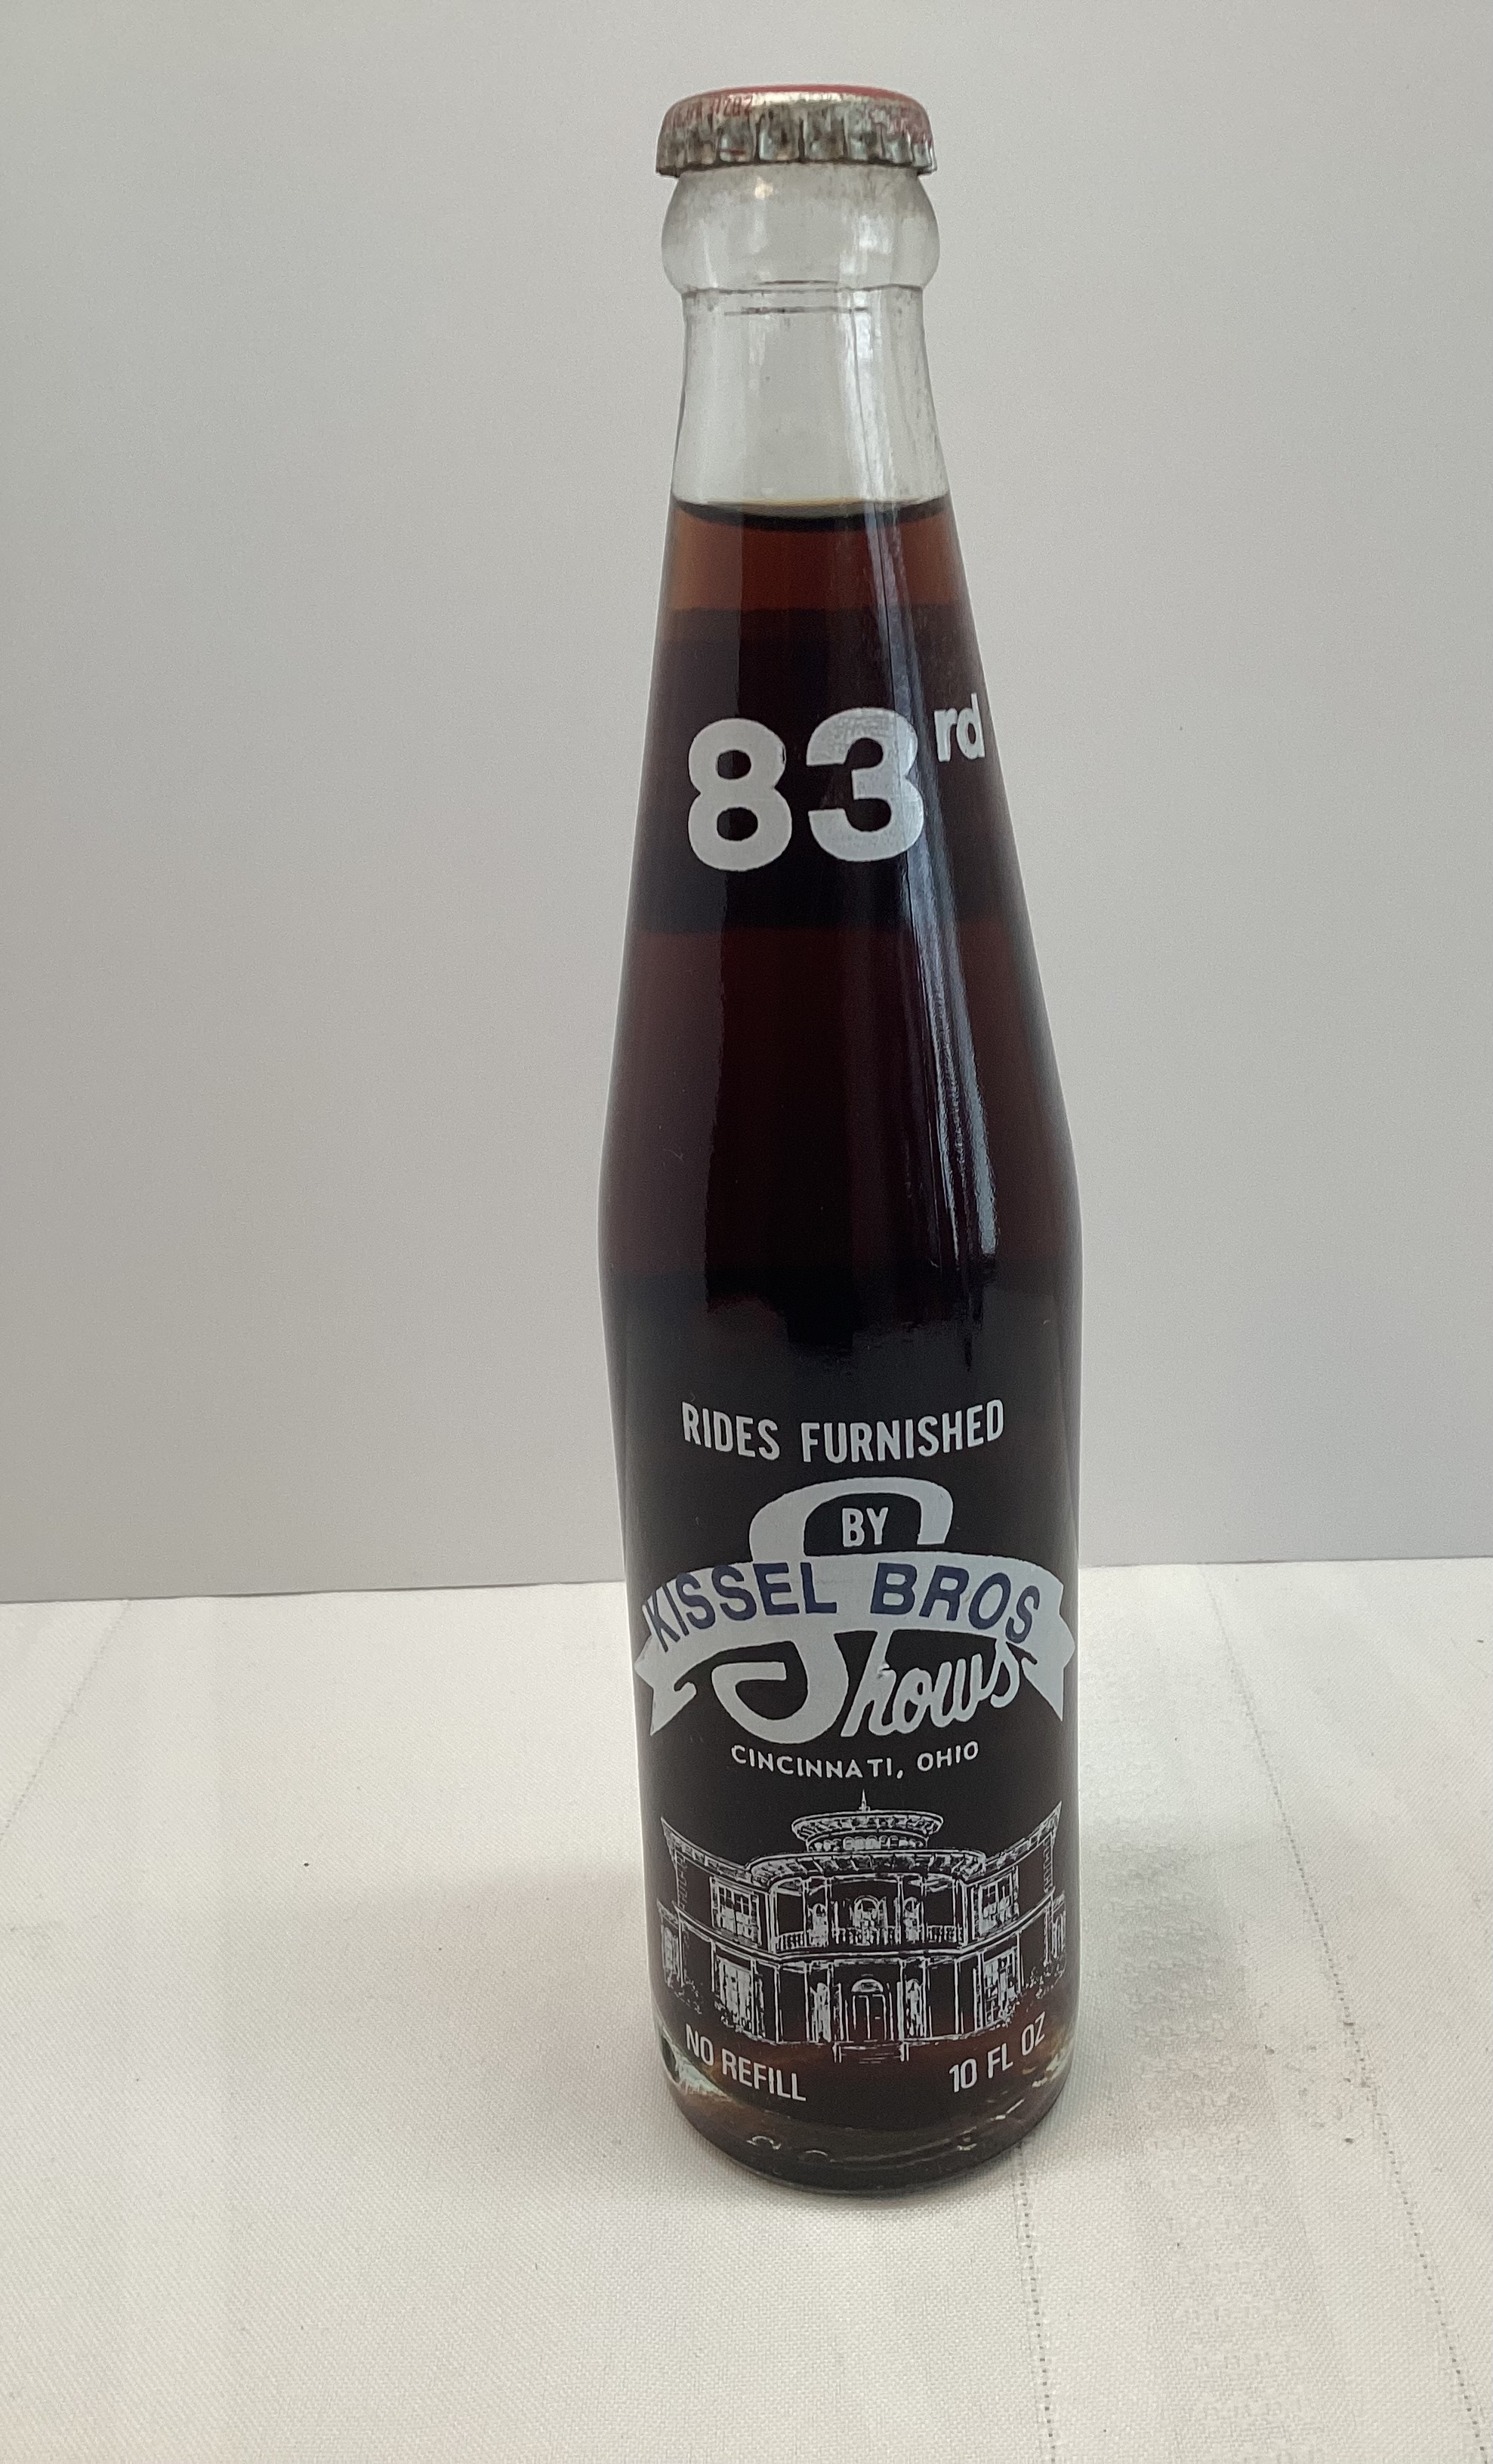 83rd
RIDES FURNISHED
BY
KISSEL BROS
Shows
CINCINNATI, OHIO
NO REFILL
10 FL OZ